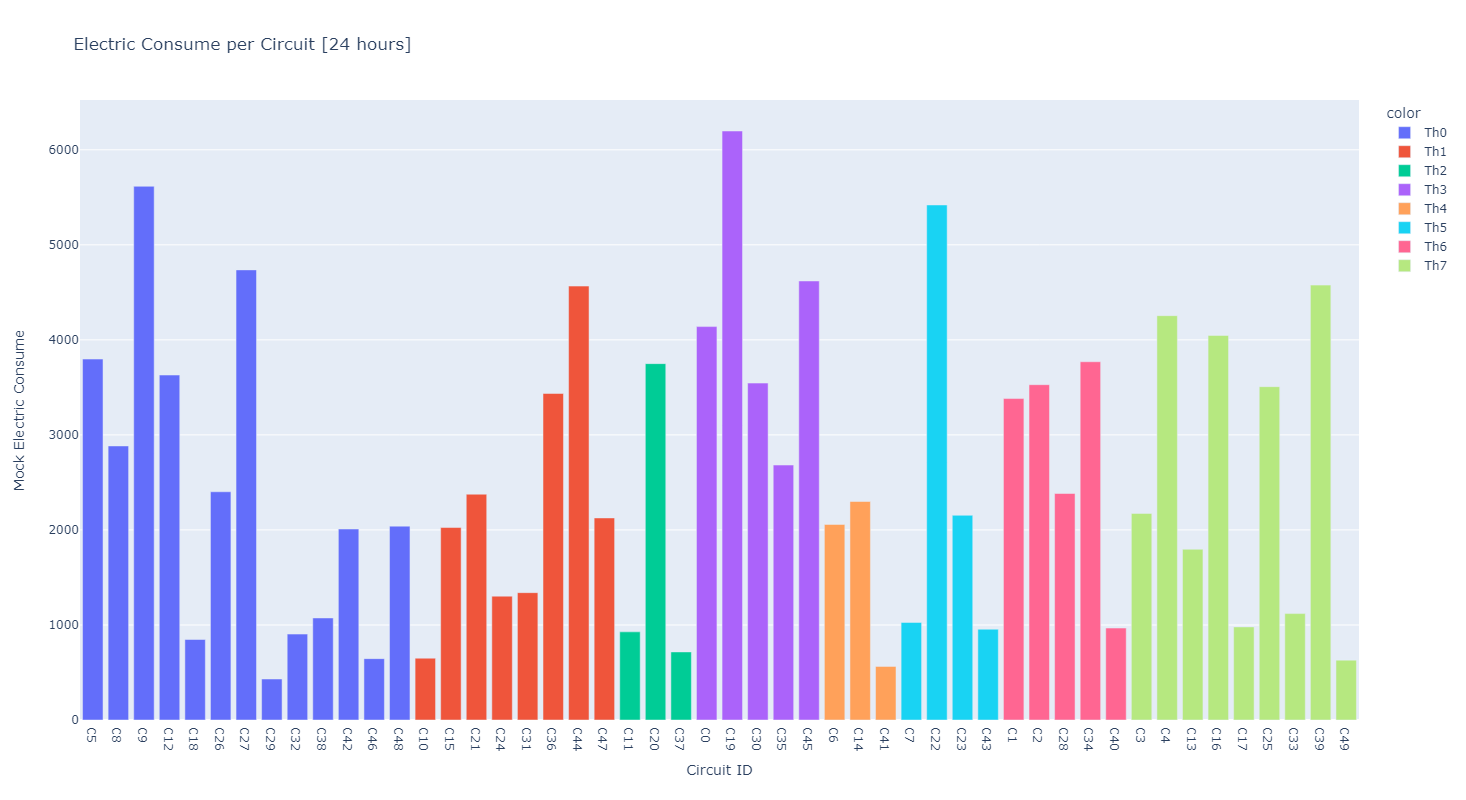 Electric Consume per Circuit [24 hours]
color
Th0
Th1
Th2
Th3
Th4
Th5
Th6
Th7
Mock Electric Consume
6000
5000
4000
3000
2000
1000
0
C5 C8 C9 C12 C18 C26 C27 C29 C32 C38 C42 C46 C48 C10 C15 C21 C24 C31 C36 C44 C47 C11 C20 C37 C0 C19 C30 C35 C45 C6 C14 C41 C7 C22 C23 C43 C1 C2 C28 C34 C40 C3 C4 C13 C16 C17 C25 C33 C39 C49
Circuit ID